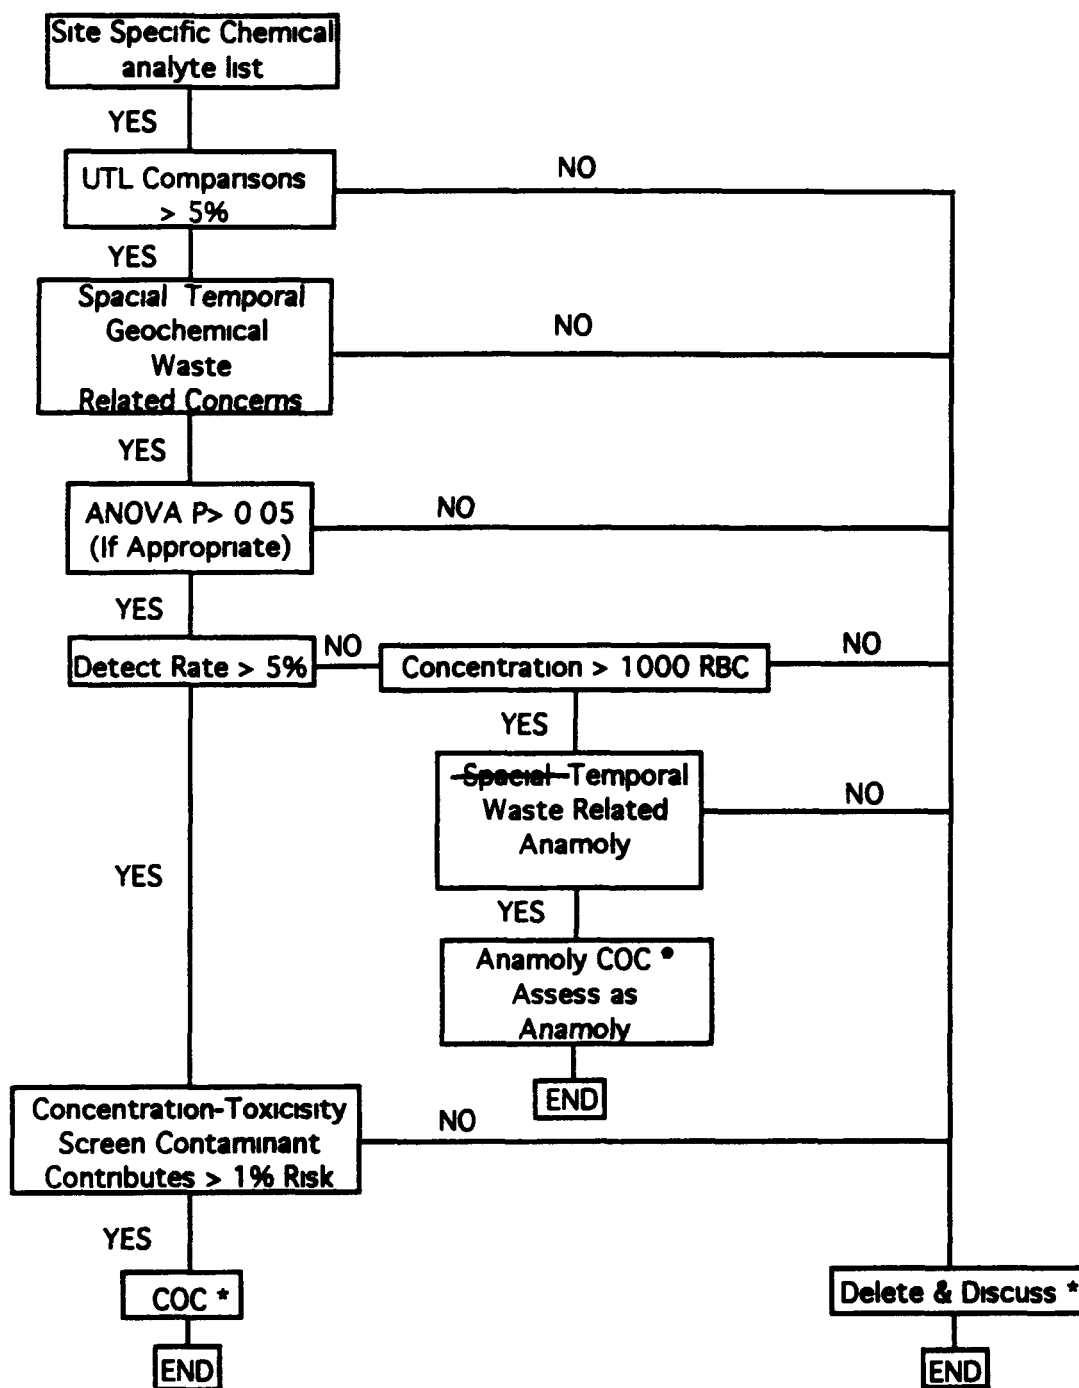 Site Specific Chemical
analyte list
YES
UTL Comparisons
> 5%
NO
YES
Spacial Temporal
Geochemical
Waste
Related Concerns
NO
YES
ANOVA P> 0 05
(If Appropriate)
NO
YES
Detect Rate > 5%
NO
Concentration > 1000 RBC
NO
YES
Spacial Temporal
Waste Related
Anamoly
NO
YES
YES
Anamoly COC *
Assess as
Anamoly
END
Concentration-Toxicisity
Screen Contaminant
Contributes > 1% Risk
NO
YES
COC *
Delete & Discuss *
END
END